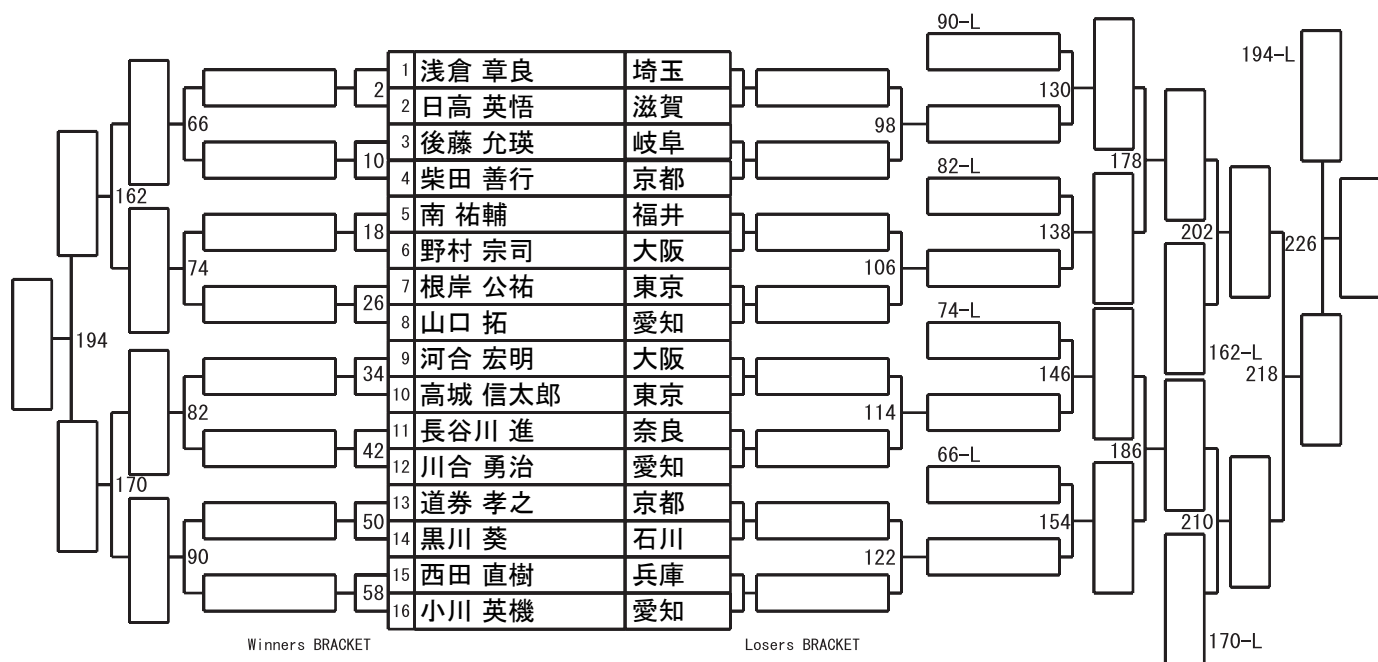 90-L
194-L
1 浅倉 章良 埼玉
2 130
2 日高 英悟 滋賀
66 98
3 後藤 允瑛 岐阜
10 178
4 柴田 善行 京都
82-L
162
5 南 祐輔 福井
18 138 202 226
6 野村 宗司 大阪
74 106
7 根岸 公祐 東京
26
8 山口 拓 愛知
74-L
194
9 河合 宏明 大阪
162-L
34 146 218
10 高城 信太郎 東京
82 114
11 長谷川 進 奈良
42 186
12 川合 勇治 愛知
66-L
170
13 道券 孝之 京都
50 154 210
14 黒川 葵 石川
90 122
15 西田 直樹 兵庫
58
16 小川 英機 愛知
Winners BRACKET Losers BRACKET
170-L